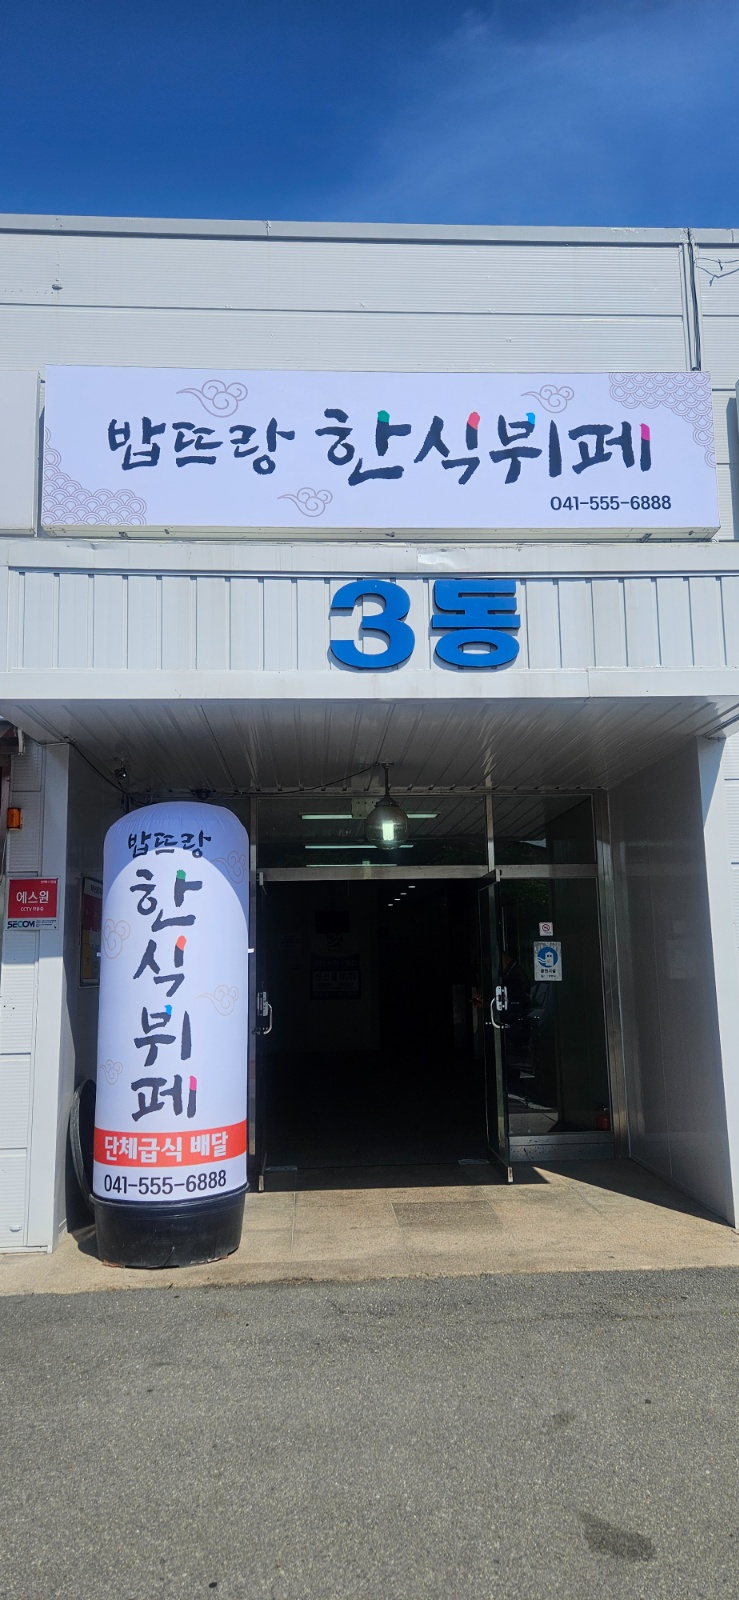 밥뜨랑 한식뷔페
041-555-6888
3동
밥뜨랑
한
식
뷔
페
단체급식 배달
041-555-6888
에스원
SECOM